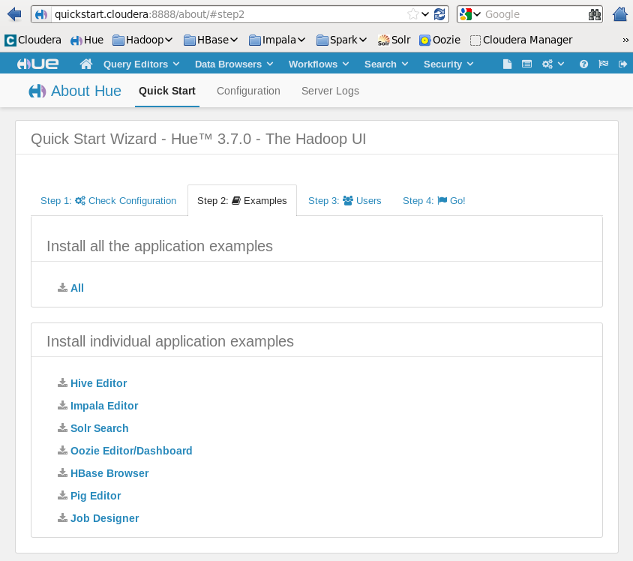 quickstart.cloudera:8888/about/#step2 Google
Cloudera Hue Hadoop HBase Impala Spark Solr Oozie Cloudera Manager »
HUE Query Editors Data Browsers Workflows Search Security
About Hue Quick Start Configuration Server Logs
Quick Start Wizard - Hue™ 3.7.0 - The Hadoop UI
Step 1: Check Configuration Step 2: Examples Step 3: Users Step 4: Go!
Install all the application examples
All
Install individual application examples
Hive Editor
Impala Editor
Solr Search
Oozie Editor/Dashboard
HBase Browser
Pig Editor
Job Designer